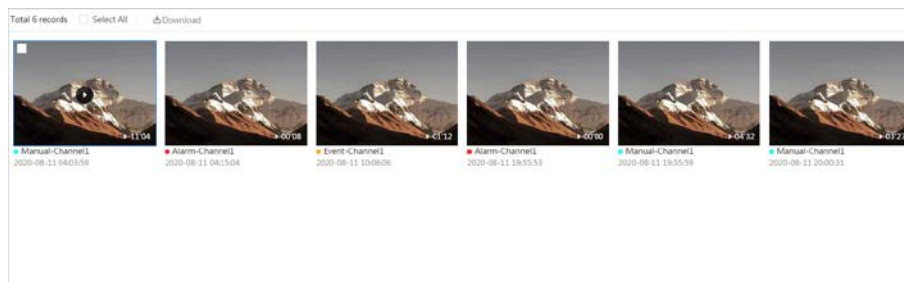 Total 6 records Select All Download
11:04 00:08 01:12 00:00 04:32 03:27
Manual-Channel1 Alarm-Channel1 Event-Channel1 Alarm-Channel1 Manual-Channel1 Manual-Channel1
2020-08-11 04:03:59 2020-08-11 04:15:04 2020-08-11 10:06:06 2020-08-11 19:55:53 2020-08-11 19:55:59 2020-08-11 20:00:31